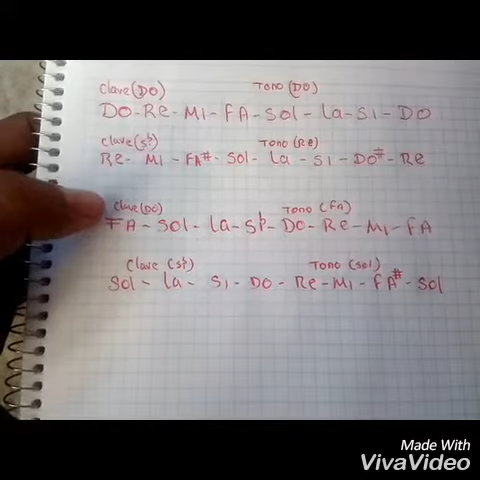 Clave (DO) Tono (DO)
DO - Re - MI - FA - SOL - La - SI - DO
Clave (Sib) Tono (Re)
Re - MI - FA# - SOL - La - SI - DO# - Re
Clave (DO) Tono (FA)
FA - SOL - La - Sib - DO - Re - MI - FA
Clave (Sib) Tono (SOL)
SOL - La - SI - DO - Re - MI - FA# - SOL
Made With
VivaVideo